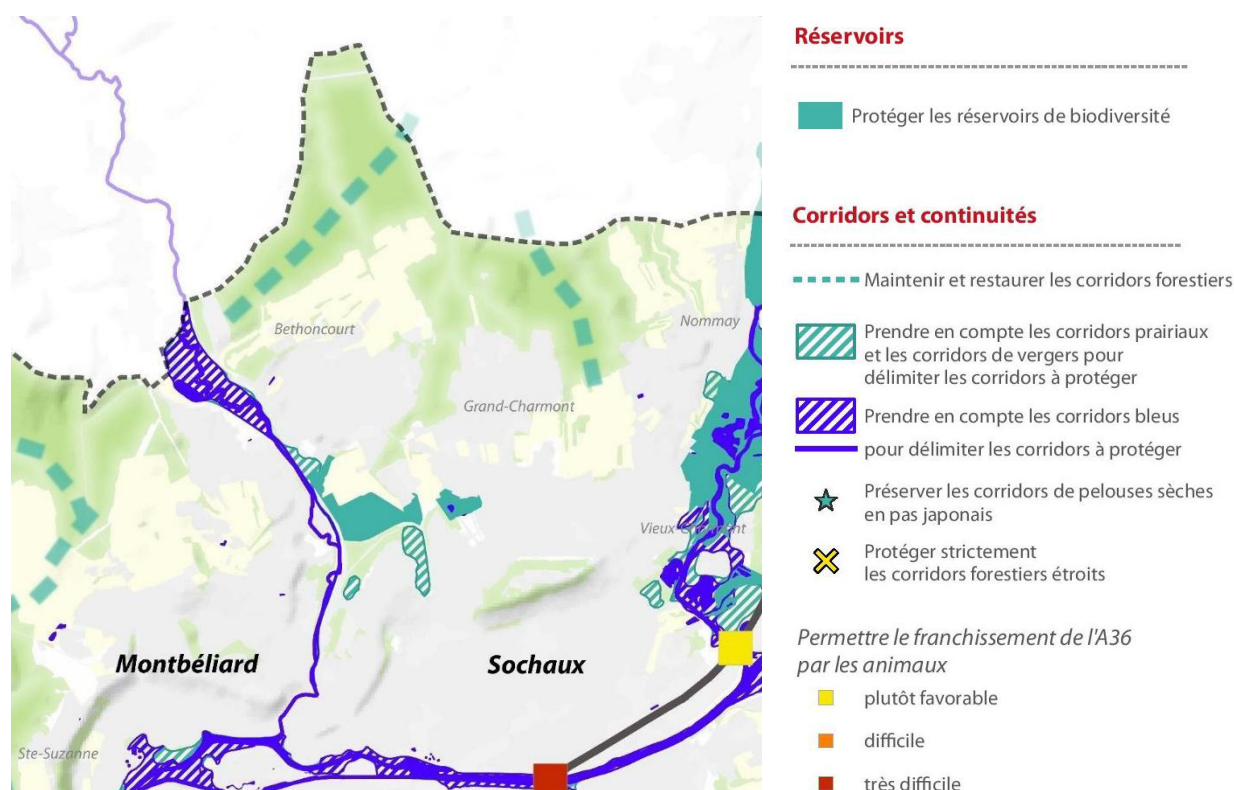 Bethoncourt
Nommay
Grand-Charmont
Vieux-Charmont
Montbéliard
Sochaux
Ste-Suzanne
Réservoirs
Protéger les réservoirs de biodiversité
Corridors et continuités
Maintenir et restaurer les corridors forestiers
Prendre en compte les corridors prairiaux
et les corridors de vergers pour
délimiter les corridors à protéger
Prendre en compte les corridors bleus
pour délimiter les corridors à protéger
Préserver les corridors de pelouses sèches
en pas japonais
Protéger strictement
les corridors forestiers étroits
Permettre le franchissement de l'A36
par les animaux
plutôt favorable
difficile
très difficile